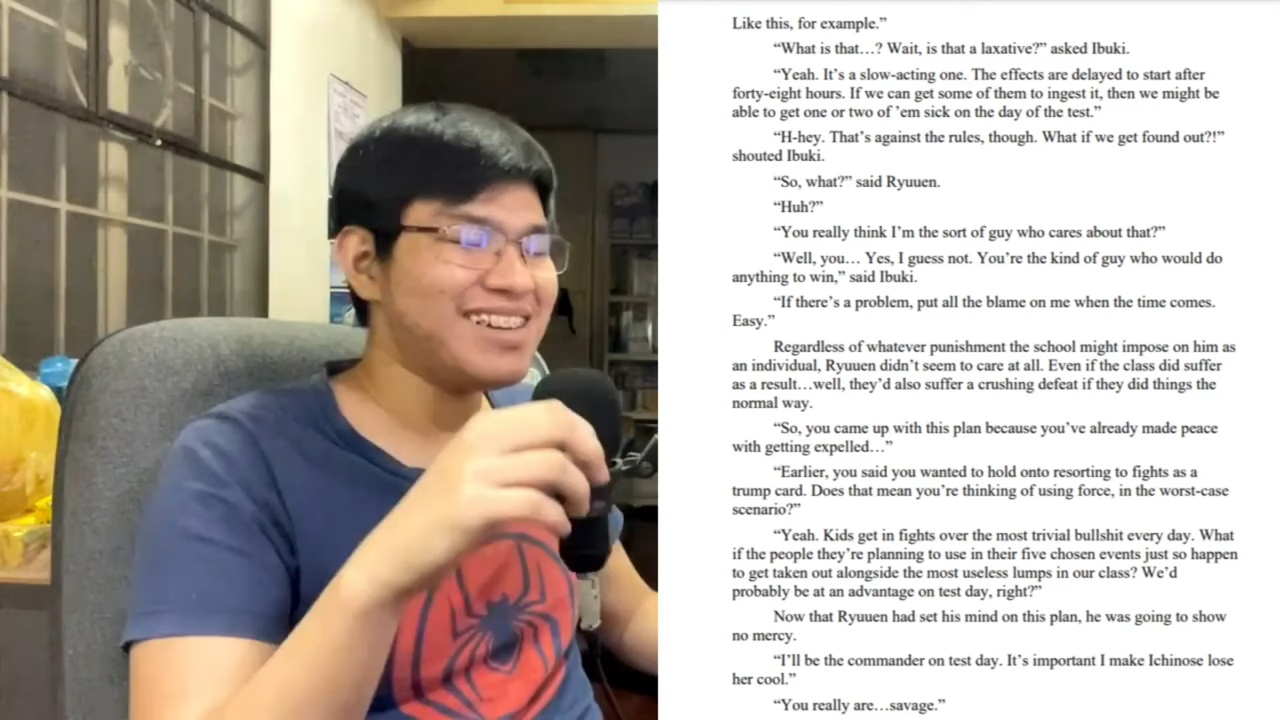 Like this, for example.”
“What is that…? Wait, is that a laxative?” asked Ibuki.
“Yeah. It’s a slow-acting one. The effects are delayed to start after
forty-eight hours. If we can get some of them to ingest it, then we might be
able to get one or two of ’em sick on the day of the test.”
“H-hey. That’s against the rules, though. What if we get found out?!”
shouted Ibuki.
“So, what?” said Ryuuen.
“Huh?”
“You really think I’m the sort of guy who cares about that?”
“Well, you… Yes, I guess not. You’re the kind of guy who would do
anything to win,” said Ibuki.
“If there’s a problem, put all the blame on me when the time comes.
Easy.”
Regardless of whatever punishment the school might impose on him as
an individual, Ryuuen didn’t seem to care at all. Even if the class did suffer
as a result…well, they’d also suffer a crushing defeat if they did things the
normal way.
“So, you came up with this plan because you’ve already made peace
with getting expelled…”
“Earlier, you said you wanted to hold onto resorting to fights as a
trump card. Does that mean you’re thinking of using force, in the worst-case
scenario?”
“Yeah. Kids get in fights over the most trivial bullshit every day. What
if the people they’re planning to use in their five chosen events just so happen
to get taken out alongside the most useless lumps in our class? We’d
probably be at an advantage on test day, right?”
Now that Ryuuen had set his mind on this plan, he was going to show
no mercy.
“I’ll be the commander on test day. It’s important I make Ichinose lose
her cool.”
“You really are…savage.”